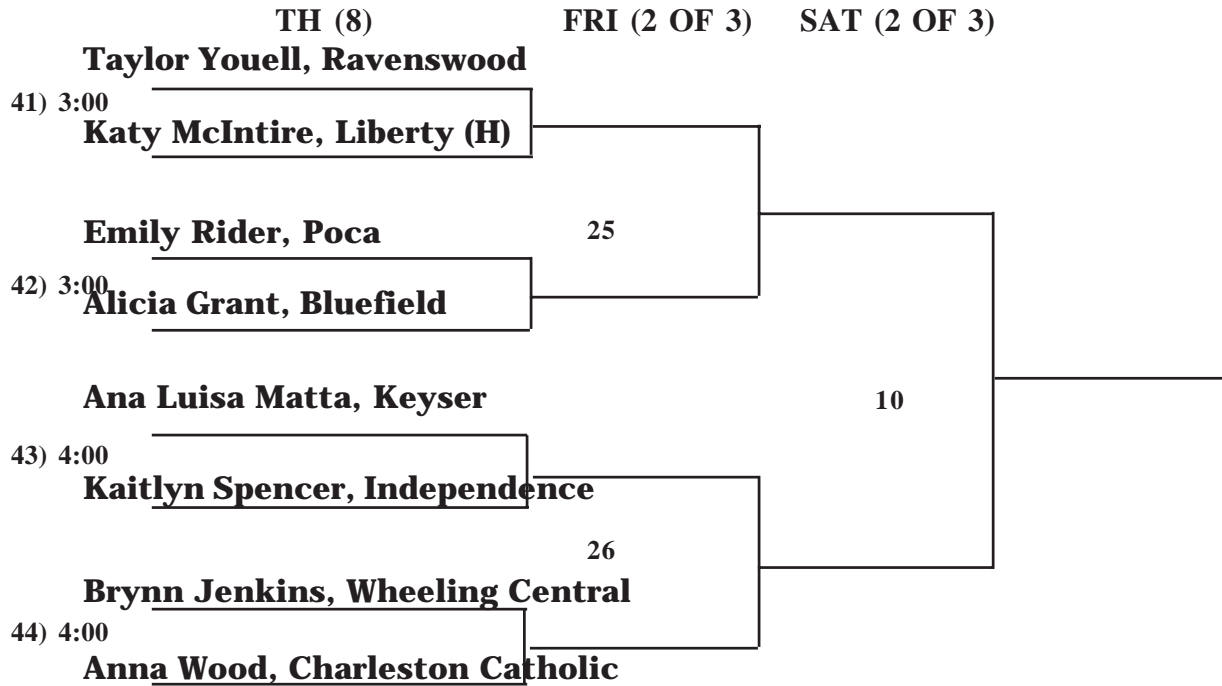 TH (8) FRI (2 OF 3) SAT (2 OF 3)
Taylor Youell, Ravenswood
41) 3:00
Katy McIntire, Liberty (H)
Emily Rider, Poca 25
42) 3:00
Alicia Grant, Bluefield
Ana Luisa Matta, Keyser 10
43) 4:00
Kaitlyn Spencer, Independence
26
Brynn Jenkins, Wheeling Central
44) 4:00
Anna Wood, Charleston Catholic